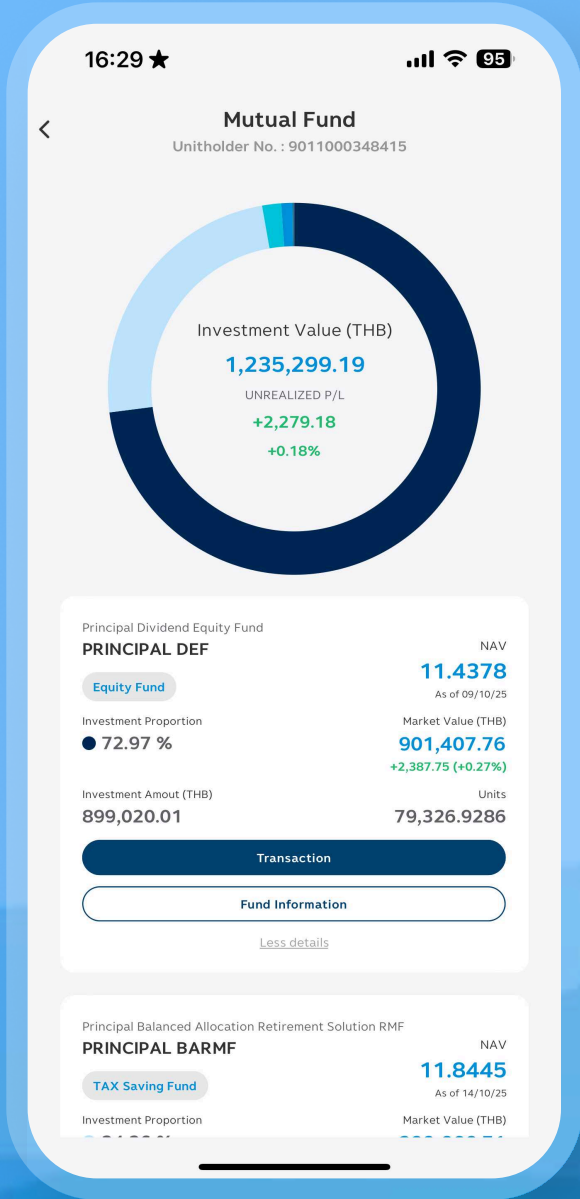 16:29 ★
95
Mutual Fund
Unitholder No. : 9011000348415
Investment Value (THB)
1,235,299.19
UNREALIZED P/L
+2,279.18
+0.18%
Principal Dividend Equity Fund
PRINCIPAL DEF
NAV
Equity Fund
11.4378
As of 09/10/25
Investment Proportion
Market Value (THB)
72.97 %
901,407.76
+2,387.75 (+0.27%)
Investment Amout (THB)
Units
899,020.01
79,326.9286
Transaction
Fund Information
Less details
Principal Balanced Allocation Retirement Solution RMF
PRINCIPAL BARMF
NAV
TAX Saving Fund
11.8445
As of 14/10/25
Investment Proportion
Market Value (THB)